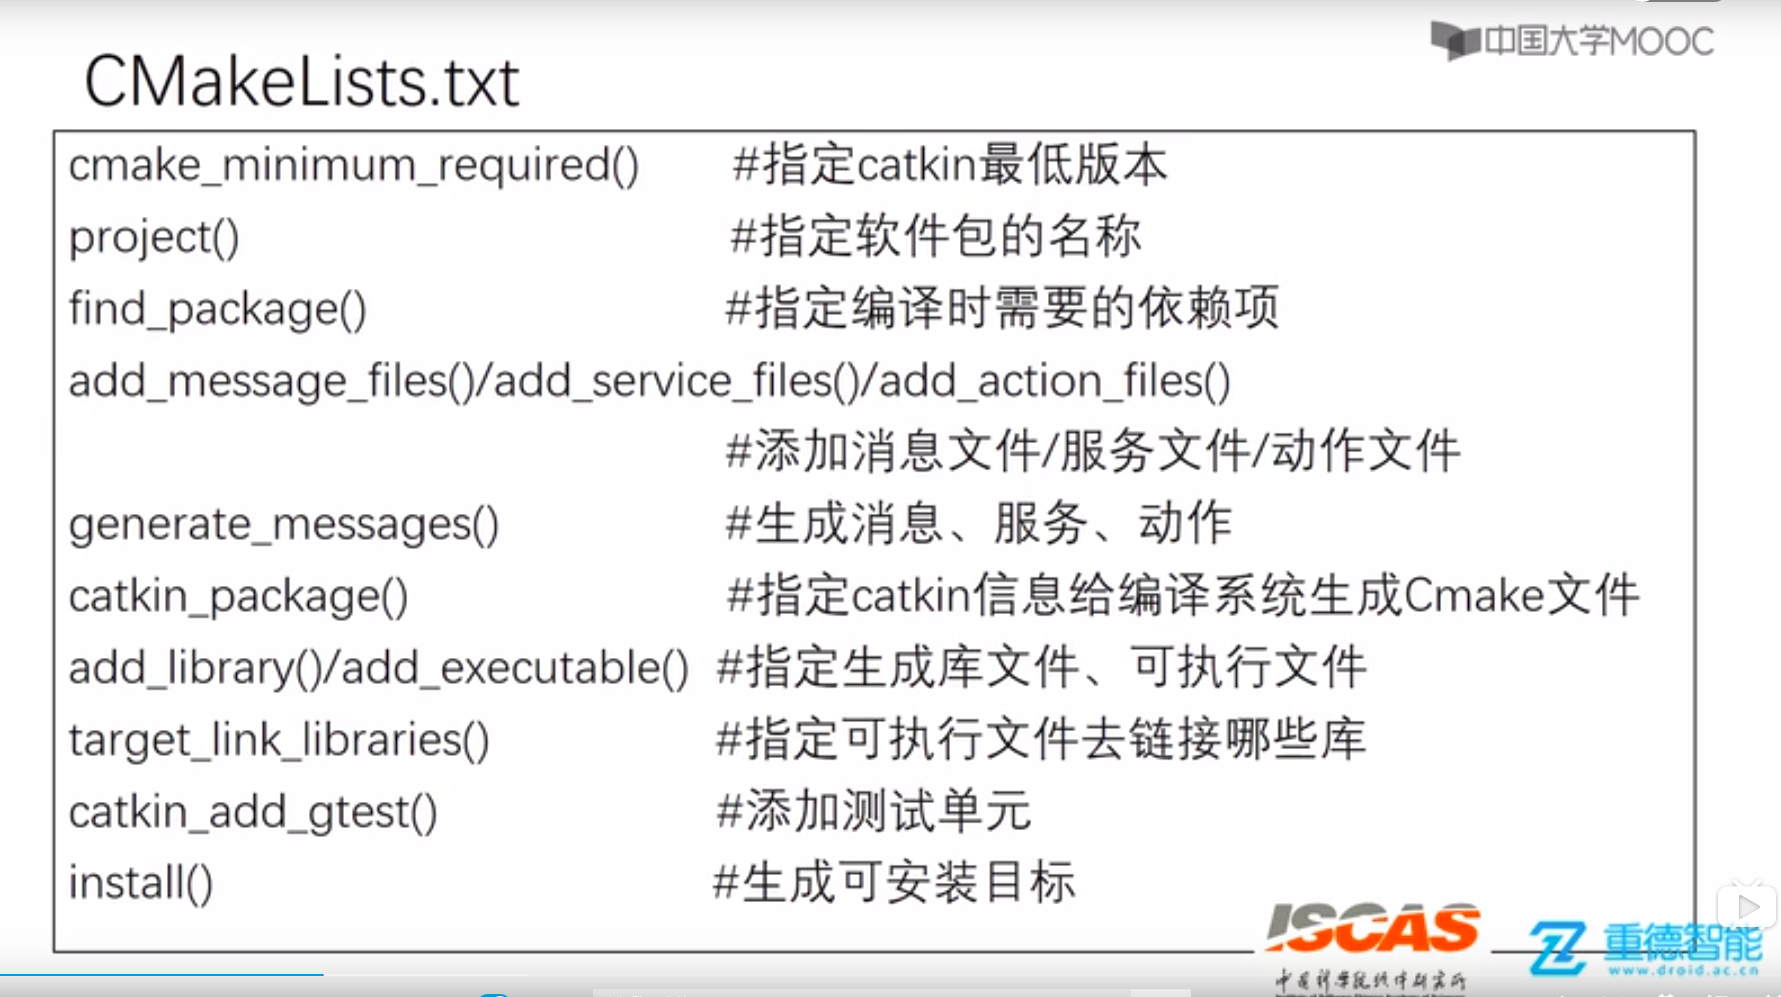 中国大学MOOC
CMakeLists.txt
cmake_minimum_required() #指定catkin最低版本
project() #指定软件包的名称
find_package() #指定编译时需要的依赖项
add_message_files()/add_service_files()/add_action_files()
#添加消息文件/服务文件/动作文件
generate_messages() #生成消息、服务、动作
catkin_package() #指定catkin信息给编译系统生成Cmake文件
add_library()/add_executable() #指定生成库文件、可执行文件
target_link_libraries() #指定可执行文件去链接哪些库
catkin_add_gtest() #添加测试单元
install() #生成可安装目标
ISCAS
中国科学院软件研究所
重德智能
www.droid.ac.cn